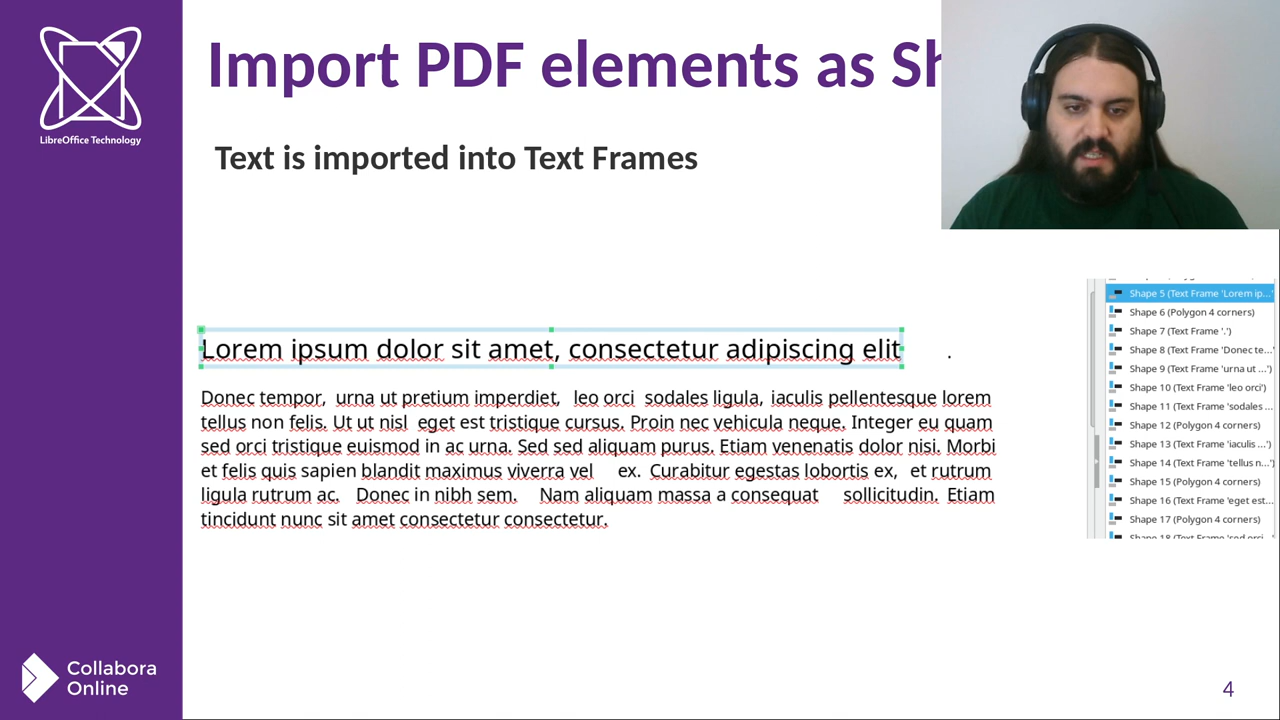 LibreOffice Technology
Import PDF elements as Sh
Text is imported into Text Frames
Lorem ipsum dolor sit amet, consectetur adipiscing elit .
Donec tempor, urna ut pretium imperdiet, leo orci sodales ligula, iaculis pellentesque lorem
tellus non felis. Ut ut nisl eget est tristique cursus. Proin nec vehicula neque. Integer eu quam
sed orci tristique euismod in ac urna. Sed sed aliquam purus. Etiam venenatis dolor nisi. Morbi
et felis quis sapien blandit maximus viverra vel ex. Curabitur egestas lobortis ex, et rutrum
ligula rutrum ac. Donec in nibh sem. Nam aliquam massa a consequat sollicitudin. Etiam
tincidunt nunc sit amet consectetur consectetur.
Shape 5 (Text Frame 'Lorem ip...'
Shape 6 (Polygon 4 corners)
Shape 7 (Text Frame '.')
Shape 8 (Text Frame 'Donec te...'
Shape 9 (Text Frame 'urna ut ...')
Shape 10 (Text Frame 'leo orci')
Shape 11 (Text Frame 'sodales ...
Shape 12 (Polygon 4 corners)
Shape 13 (Text Frame 'iaculis ...')
Shape 14 (Text Frame 'tellus n...')
Shape 15 (Polygon 4 corners)
Shape 16 (Text Frame 'eget est...
Shape 17 (Polygon 4 corners)
Shape 18 (Text Frame 'sed orci...'
Collabora
Online
4